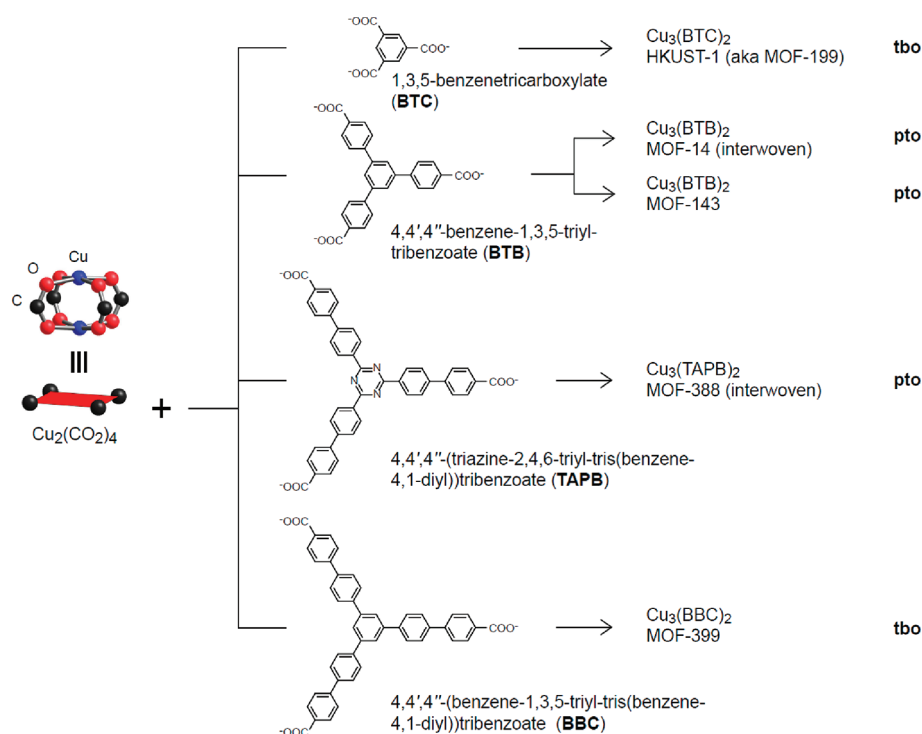 -OOC
COO-
-OOC
1,3,5-benzenetricarboxylate
(BTC)
Cu3(BTC)2
HKUST-1 (aka MOF-199)
tbo
-OOC
COO-
-OOC
4,4′,4″-benzene-1,3,5-triyl-
tribenzoate (BTB)
Cu3(BTB)2
MOF-14 (interwoven)
pto
Cu3(BTB)2
MOF-143
pto
O
Cu
C
Cu2(CO2)4
+
-OOC
N
N
N
COO-
-OOC
4,4′,4″-(triazine-2,4,6-triyl-tris(benzene-
4,1-diyl))tribenzoate (TAPB)
Cu3(TAPB)2
MOF-388 (interwoven)
pto
-OOC
COO-
-OOC
4,4′,4″-(benzene-1,3,5-triyl-tris(benzene-
4,1-diyl))tribenzoate (BBC)
Cu3(BBC)2
MOF-399
tbo